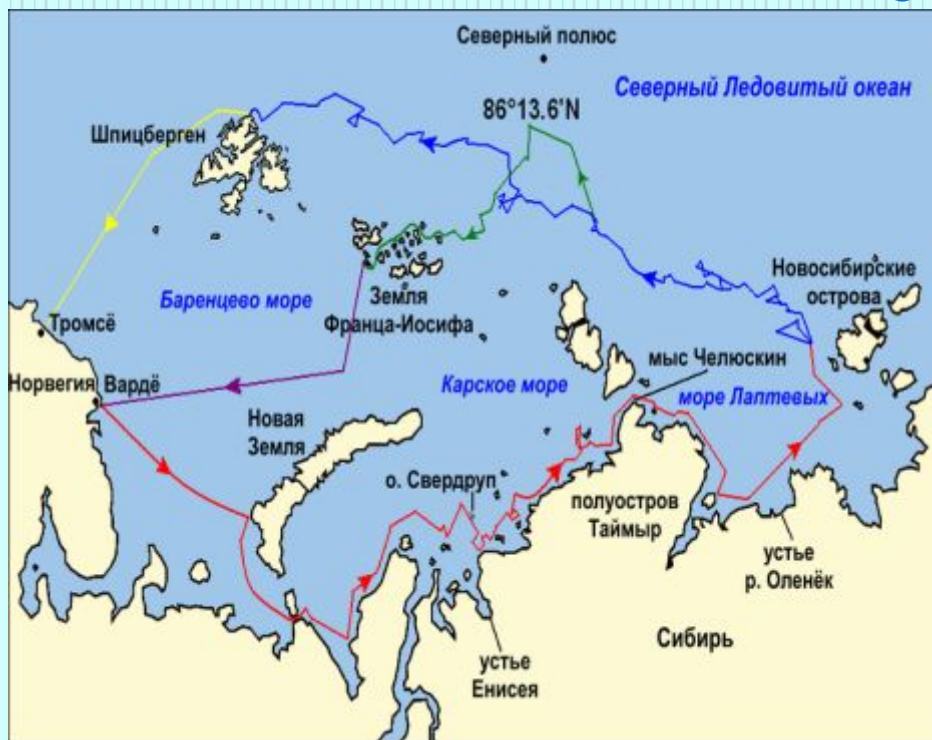 Северный полюс
Северный Ледовитый океан
86°13.6'N
Шпицберген
Новосибирские
острова
Баренцево море
Земля
Франца-Иосифа
Тромсё
мыс Челюскин
Норвегия Вардё
Карское море
море Лаптевых
Новая
Земля
о. Свердруп
полуостров
Таймыр
устье
р. Оленёк
Сибирь
устье
Енисея